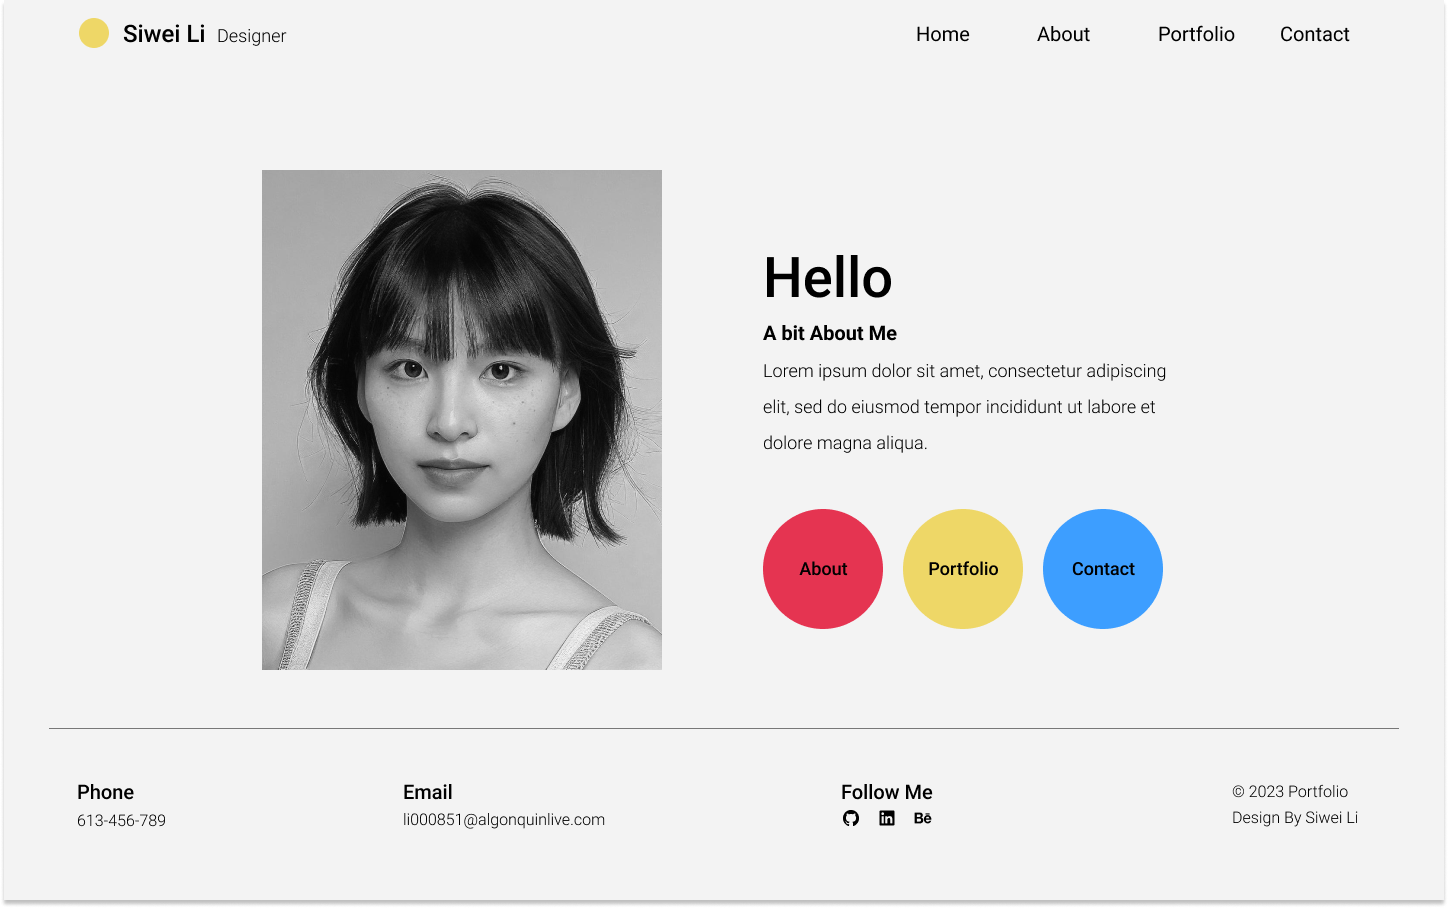 Siwei Li Designer
Home About Portfolio Contact
Hello
A bit About Me
Lorem ipsum dolor sit amet, consectetur adipiscing
elit, sed do eiusmod tempor incididunt ut labore et
dolore magna aliqua.
About Portfolio Contact
Phone
613-456-789
Email
li000851@algonquinlive.com
Follow Me
in Bē
© 2023 Portfolio
Design By Siwei Li